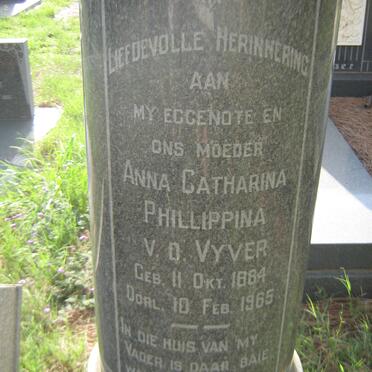 Liefdevolle Herinnering
aan
my eggenote en
ons moeder
Anna Catharina
Phillippina
v.d. Vyver
Geb. 11 Okt. 1884
Oorl. 10 Feb. 1965
In die huis van my
Vader is daar baie